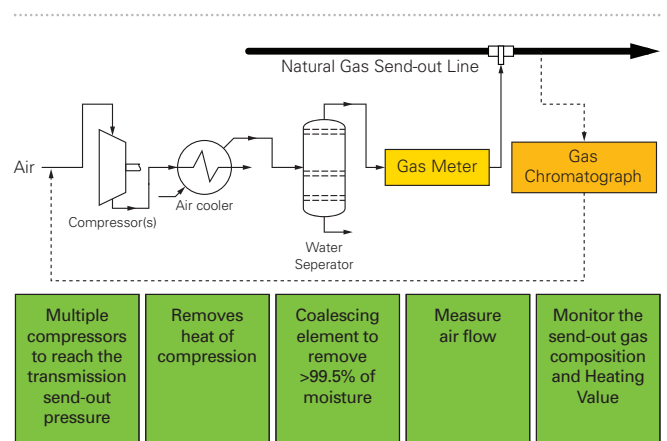 Natural Gas Send-out Line
Air
Compressor(s)
Air cooler
Water
Seperator
Gas Meter
Gas
Chromatograph
Multiple
compressors
to reach the
transmission
send-out
pressure
Removes
heat of
compression
Coalescing
element to
remove
>99.5% of
moisture
Measure
air flow
Monitor the
send-out gas
composition
and Heating
Value